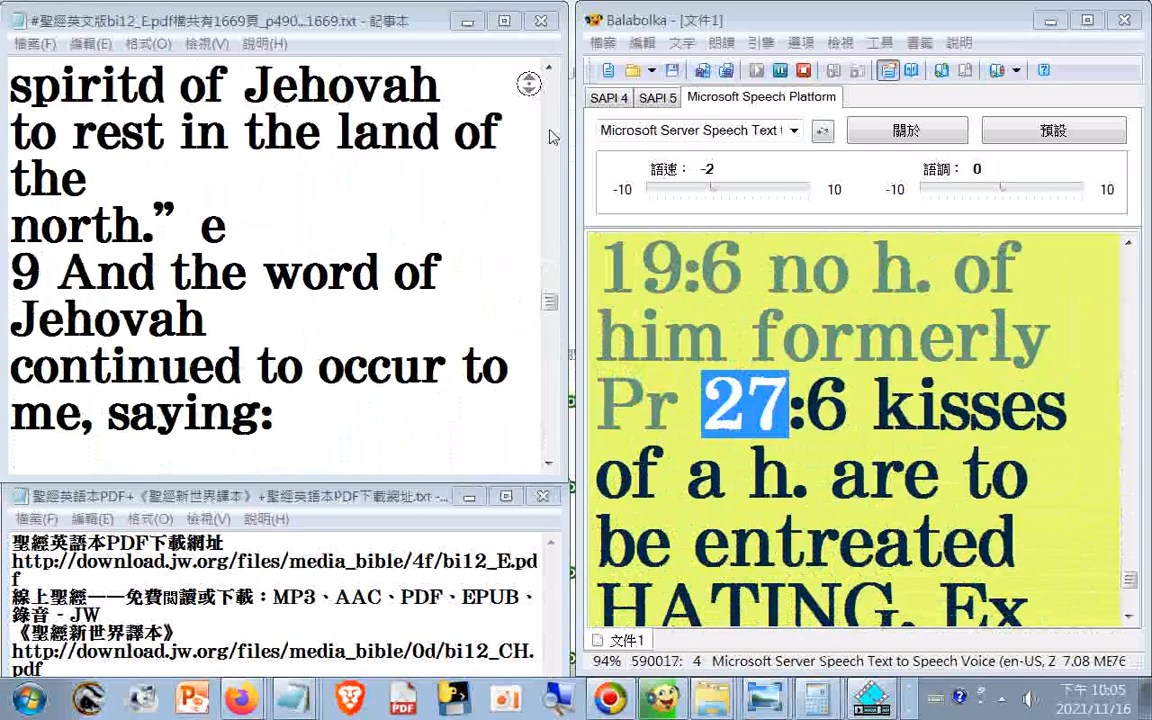 #聖經英文版bi12_E.pdf橫共有1669頁_p490...1669.txt - 記事本
檔案(F) 編輯(E) 格式(O) 檢視(V) 說明(H)
spiritd of Jehovah
to rest in the land of
the
north.” e
9 And the word of
Jehovah
continued to occur to
me, saying:
聖經英語本PDF+《聖經新世界譯本》+聖經英語本PDF下載網址.txt -...
檔案(F) 編輯(E) 格式(O) 檢視(V) 說明(H)
聖經英語本PDF下載網址
http://download.jw.org/files/media_bible/4f/bi12_E.pd
f
線上聖經——免費閱讀或下載：MP3、AAC、PDF、EPUB、
錄音 - JW
《聖經新世界譯本》
http://download.jw.org/files/media_bible/0d/bi12_CH.
pdf
Balabolka - [文件1]
檔案 編輯 文字 朗讀 引擎 選項 檢視 工具 書籤 說明
SAPI 4 SAPI 5 Microsoft Speech Platform
Microsoft Server Speech Text 關於 預設
語速： -2 語調： 0
-10 10 -10 10
19:6 no h. of
him formerly
Pr 27:6 kisses
of a h. are to
be entreated
HATING. Ex
文件1
94% 590017: 4 Microsoft Server Speech Text to Speech Voice (en-US, Z 7.08 ME
PDF
下午 10:05
2021/11/16